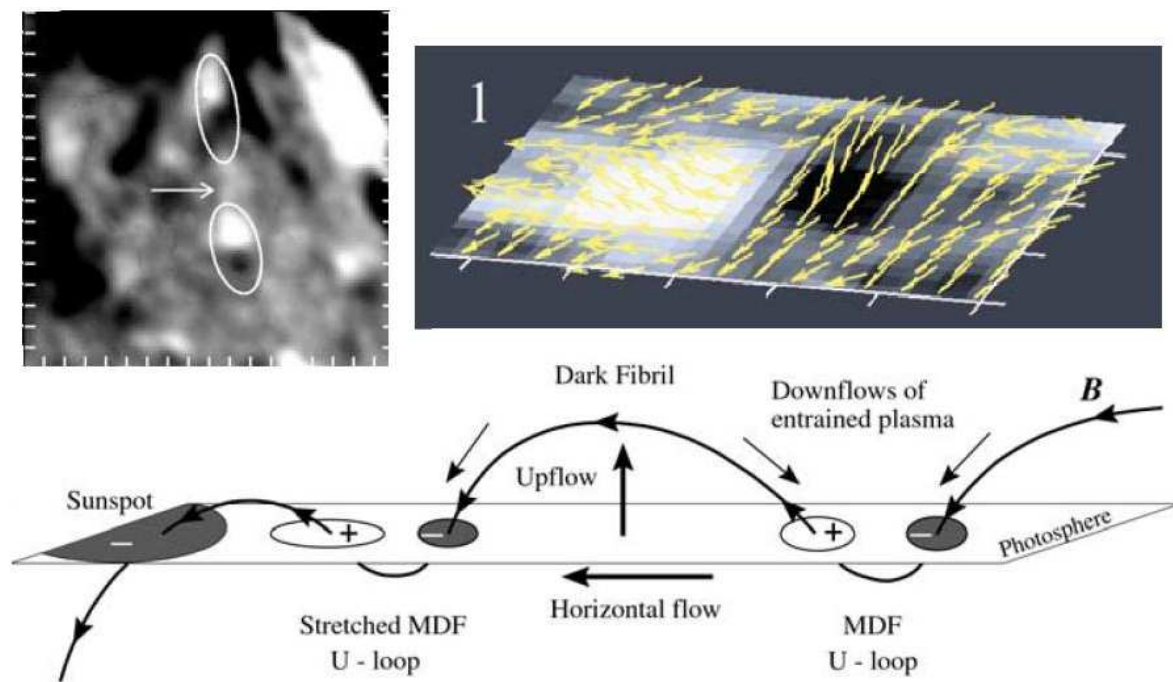 1
Dark Fibril
Downflows of
entrained plasma
B
Upflow
Sunspot
−
+
−
+
−
Photosphere
Horizontal flow
Stretched MDF
U - loop
MDF
U - loop